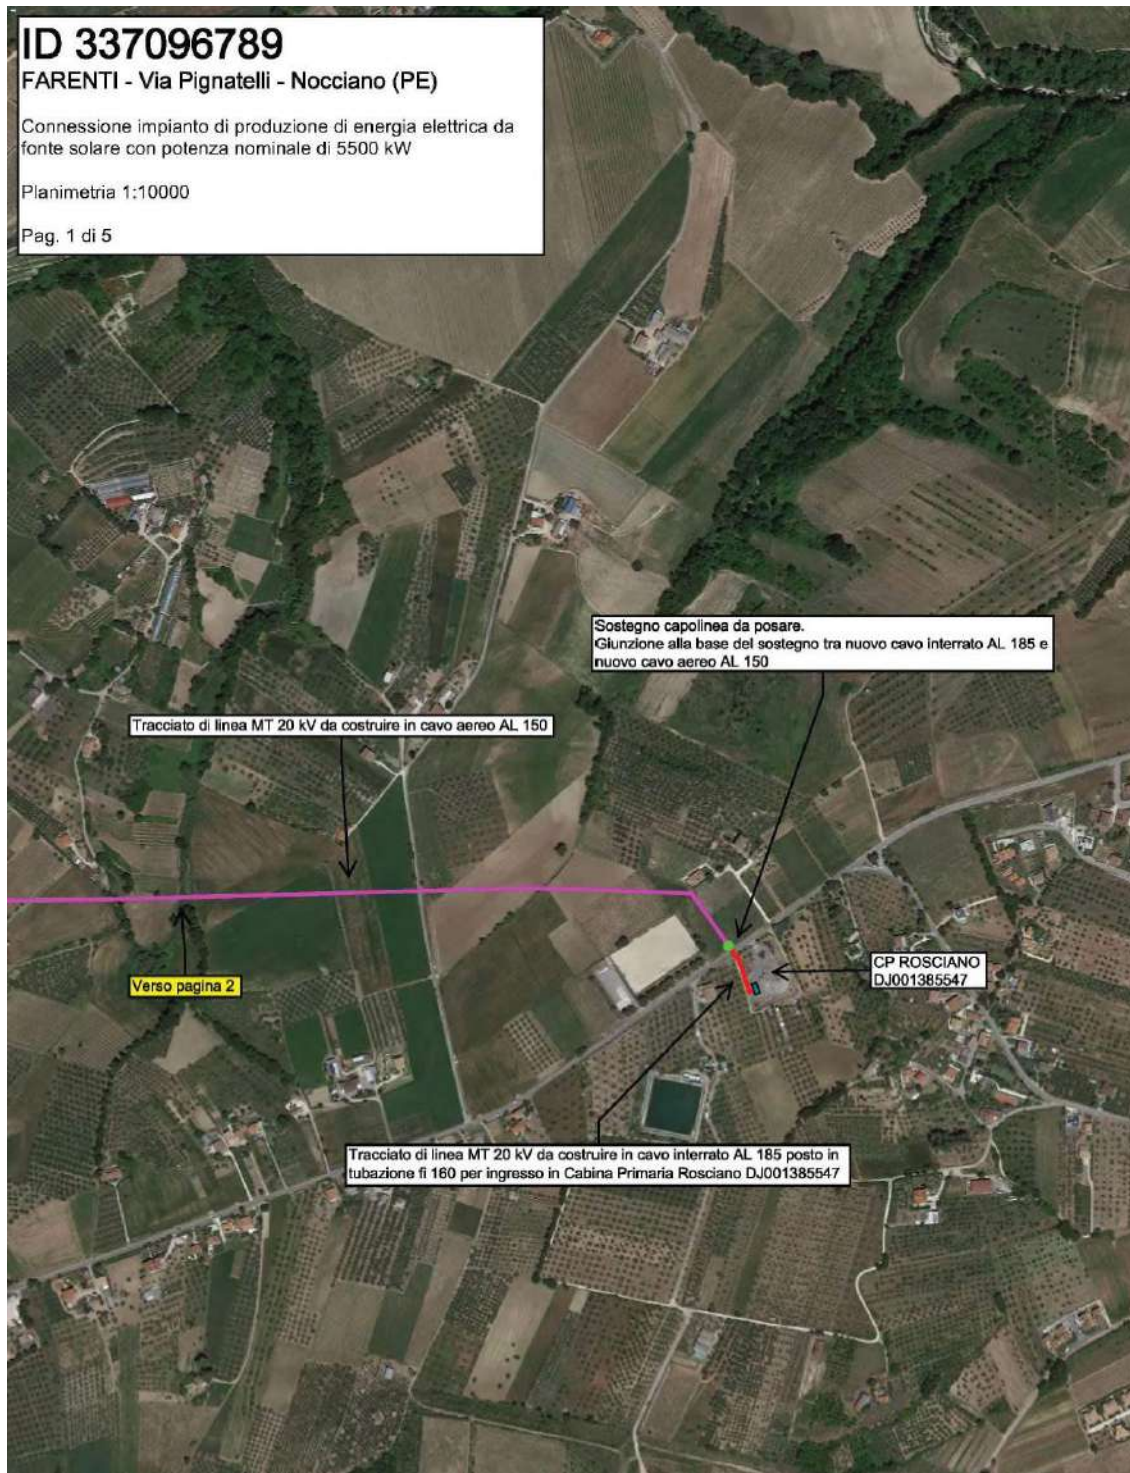 ID 337096789
FARENTI - Via Pignatelli - Nocciano (PE)
Connessione impianto di produzione di energia elettrica da
fonte solare con potenza nominale di 5500 kW
Planimetria 1:10000
Pag. 1 di 5
Sostegno capolinea da posare.
Giunzione alla base del sostegno tra nuovo cavo interrato AL 185 e
nuovo cavo aereo AL 150
Tracciato di linea MT 20 kV da costruire in cavo aereo AL 150
CP ROSCIANO
DJ001385547
Verso pagina 2
Tracciato di linea MT 20 kV da costruire in cavo interrato AL 185 posto in
tubazione fi 160 per ingresso in Cabina Primaria Rosciano DJ001385547